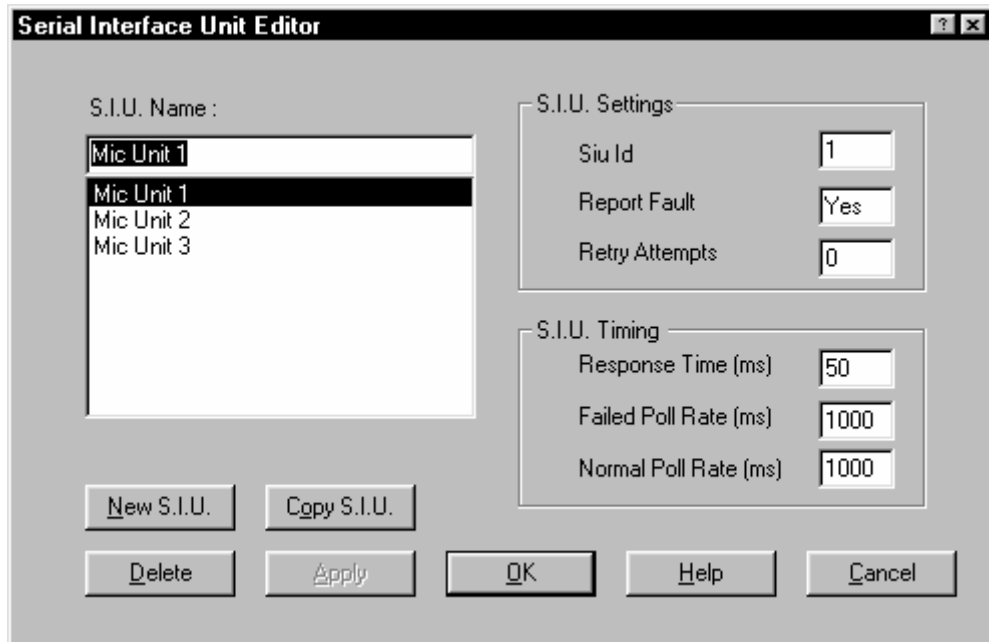 Serial Interface Unit Editor
S.I.U. Name :
Mic Unit 1
Mic Unit 1
Mic Unit 2
Mic Unit 3
S.I.U. Settings
Siu Id 1
Report Fault Yes
Retry Attempts 0
S.I.U. Timing
Response Time (ms) 50
Failed Poll Rate (ms) 1000
Normal Poll Rate (ms) 1000
New S.I.U. Copy S.I.U.
Delete Apply OK Help Cancel